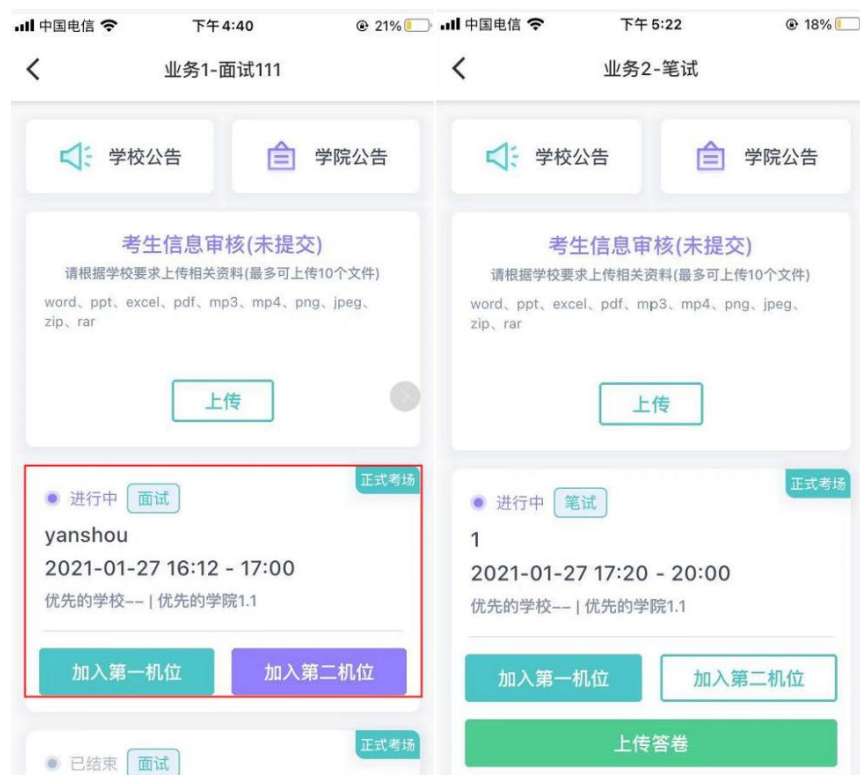 中国电信 下午4:40 21%
业务1-面试111
学校公告 学院公告
考生信息审核(未提交)
请根据学校要求上传相关资料(最多可上传10个文件)
word、ppt、excel、pdf、mp3、mp4、png、jpeg、
zip、rar
上传
正式考场
进行中 面试
yanshou
2021-01-27 16:12 - 17:00
优先的学校-- | 优先的学院1.1
加入第一机位 加入第二机位
正式考场
已结束 面试
中国电信 下午5:22 18%
业务2-笔试
学校公告 学院公告
考生信息审核(未提交)
请根据学校要求上传相关资料(最多可上传10个文件)
word、ppt、excel、pdf、mp3、mp4、png、jpeg、
zip、rar
上传
正式考场
进行中 笔试
1
2021-01-27 17:20 - 20:00
优先的学校-- | 优先的学院1.1
加入第一机位 加入第二机位
上传答卷